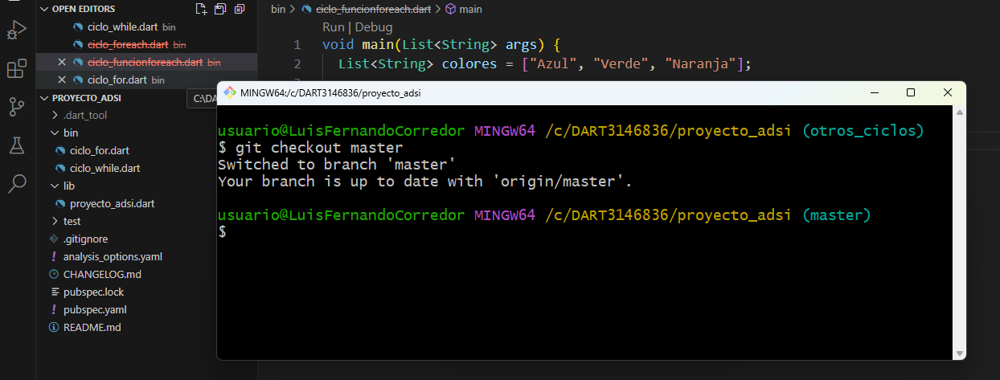 OPEN EDITORS
ciclo_while.dart bin
ciclo_foreach.dart bin
ciclo_funcionforeach.dart bin
ciclo_for.dart bin
PROYECTO_ADSI
.dart_tool
bin
ciclo_for.dart
ciclo_while.dart
lib
proyecto_adsi.dart
test
.gitignore
analysis_options.yaml
CHANGELOG.md
pubspec.lock
pubspec.yaml
README.md
bin > ciclo_funcionforeach.dart > main
Run | Debug
1 void main(List<String> args) {
2 List<String> colores = ["Azul", "Verde", "Naranja"];
MINGW64:/c/DART3146836/proyecto_adsi
usuario@LuisFernandoCorredor MINGW64 /c/DART3146836/proyecto_adsi (otros_ciclos)
$ git checkout master
Switched to branch 'master'
Your branch is up to date with 'origin/master'.
usuario@LuisFernandoCorredor MINGW64 /c/DART3146836/proyecto_adsi (master)
$